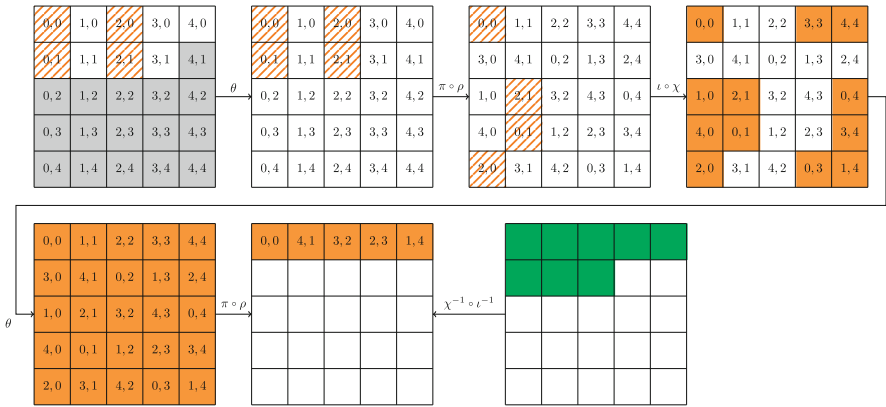 0, 0 1, 0 2, 0 3, 0 4, 0
0, 1 1, 1 2, 1 3, 1 4, 1
0, 2 1, 2 2, 2 3, 2 4, 2
0, 3 1, 3 2, 3 3, 3 4, 3
0, 4 1, 4 2, 4 3, 4 4, 4
θ
0, 0 1, 0 2, 0 3, 0 4, 0
0, 1 1, 1 2, 1 3, 1 4, 1
0, 2 1, 2 2, 2 3, 2 4, 2
0, 3 1, 3 2, 3 3, 3 4, 3
0, 4 1, 4 2, 4 3, 4 4, 4
π ∘ ρ
0, 0 1, 1 2, 2 3, 3 4, 4
3, 0 4, 1 0, 2 1, 3 2, 4
1, 0 2, 1 3, 2 4, 3 0, 4
4, 0 0, 1 1, 2 2, 3 3, 4
2, 0 3, 1 4, 2 0, 3 1, 4
ι ∘ χ
0, 0 1, 1 2, 2 3, 3 4, 4
3, 0 4, 1 0, 2 1, 3 2, 4
1, 0 2, 1 3, 2 4, 3 0, 4
4, 0 0, 1 1, 2 2, 3 3, 4
2, 0 3, 1 4, 2 0, 3 1, 4
θ
0, 0 1, 1 2, 2 3, 3 4, 4
3, 0 4, 1 0, 2 1, 3 2, 4
1, 0 2, 1 3, 2 4, 3 0, 4
4, 0 0, 1 1, 2 2, 3 3, 4
2, 0 3, 1 4, 2 0, 3 1, 4
π ∘ ρ
0, 0 4, 1 3, 2 2, 3 1, 4
χ⁻¹ ∘ ι⁻¹